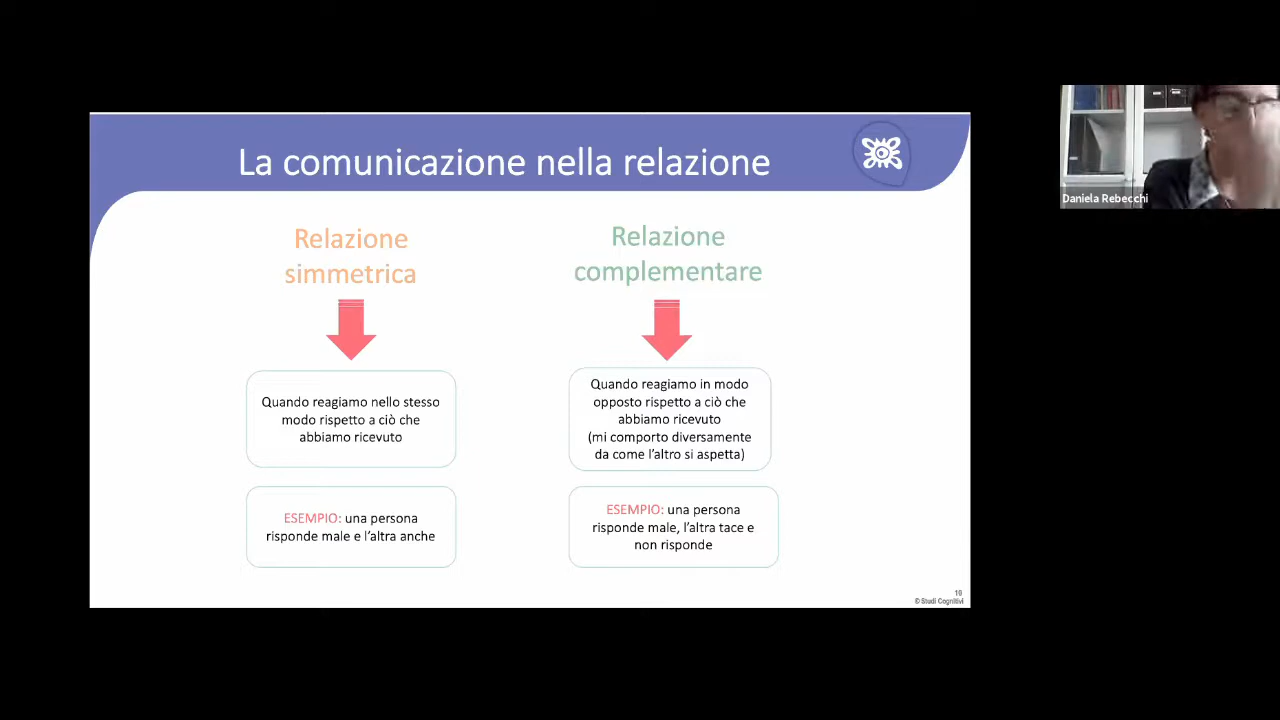 La comunicazione nella relazione
Relazione
simmetrica
Quando reagiamo nello stesso
modo rispetto a ciò che
abbiamo ricevuto
ESEMPIO: una persona
risponde male e l'altra anche
Relazione
complementare
Quando reagiamo in modo
opposto rispetto a ciò che
abbiamo ricevuto
(mi comporto diversamente
da come l'altro si aspetta)
ESEMPIO: una persona
risponde male, l'altra tace e
non risponde
16
© Studi Cognitivi
Daniela Rebecchi